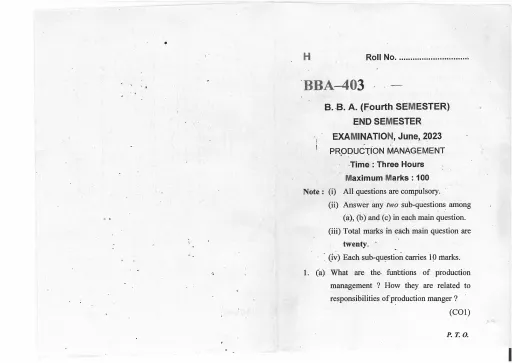 H Roll No. ..............................
BBA–403
B. B. A. (Fourth SEMESTER)
END SEMESTER
EXAMINATION, June, 2023
PRODUCTION MANAGEMENT
Time : Three Hours
Maximum Marks : 100
Note : (i) All questions are compulsory.
(ii) Answer any two sub-questions among
(a), (b) and (c) in each main question.
(iii) Total marks in each main question are
twenty.
(iv) Each sub-question carries 10 marks.
1. (a) What are the functions of production
management ? How they are related to
responsibilities of production manger ?
(CO1)
P. T. O.